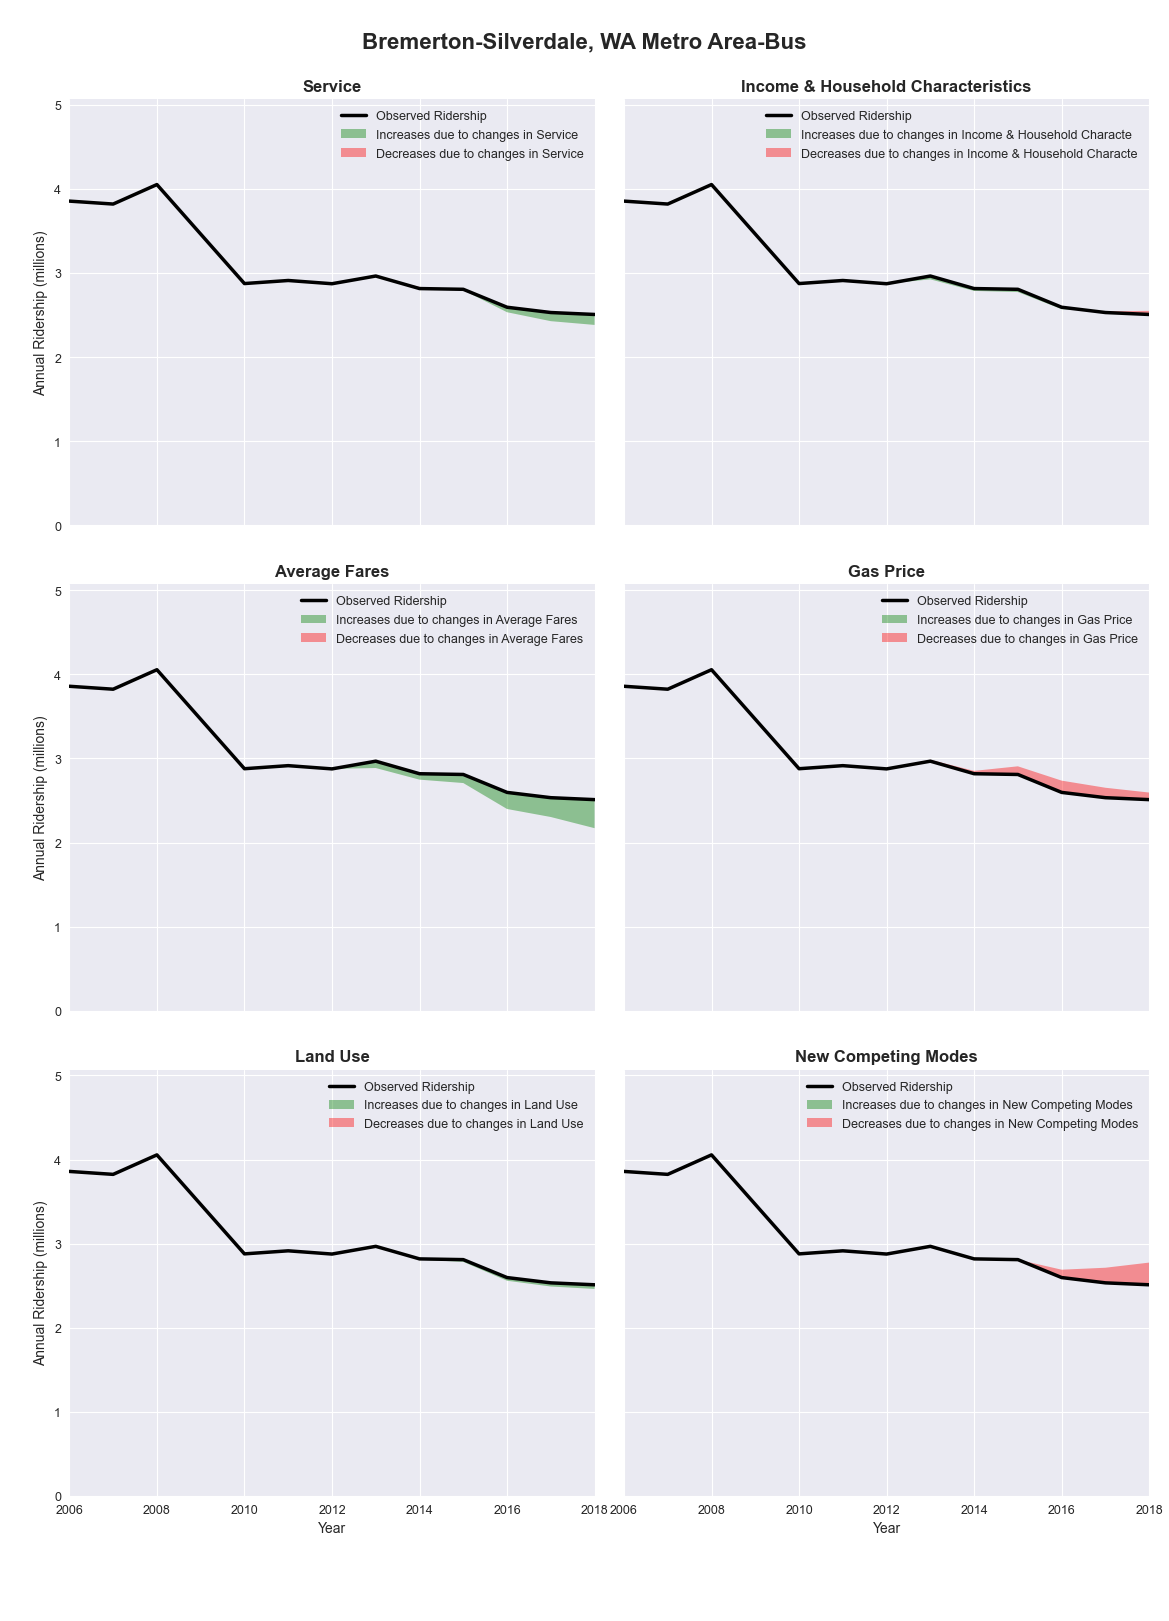 Bremerton-Silverdale, WA Metro Area-Bus
Service
Observed Ridership
Increases due to changes in Service
Decreases due to changes in Service
5
4
3
2
1
0
Annual Ridership (millions)
Income & Household Characteristics
Observed Ridership
Increases due to changes in Income & Household Characte
Decreases due to changes in Income & Household Characte
Average Fares
Observed Ridership
Increases due to changes in Average Fares
Decreases due to changes in Average Fares
5
4
3
2
1
0
Annual Ridership (millions)
Gas Price
Observed Ridership
Increases due to changes in Gas Price
Decreases due to changes in Gas Price
Land Use
Observed Ridership
Increases due to changes in Land Use
Decreases due to changes in Land Use
5
4
3
2
1
0
Annual Ridership (millions)
2006 2008 2010 2012 2014 2016 2018
Year
New Competing Modes
Observed Ridership
Increases due to changes in New Competing Modes
Decreases due to changes in New Competing Modes
2006 2008 2010 2012 2014 2016 2018
Year